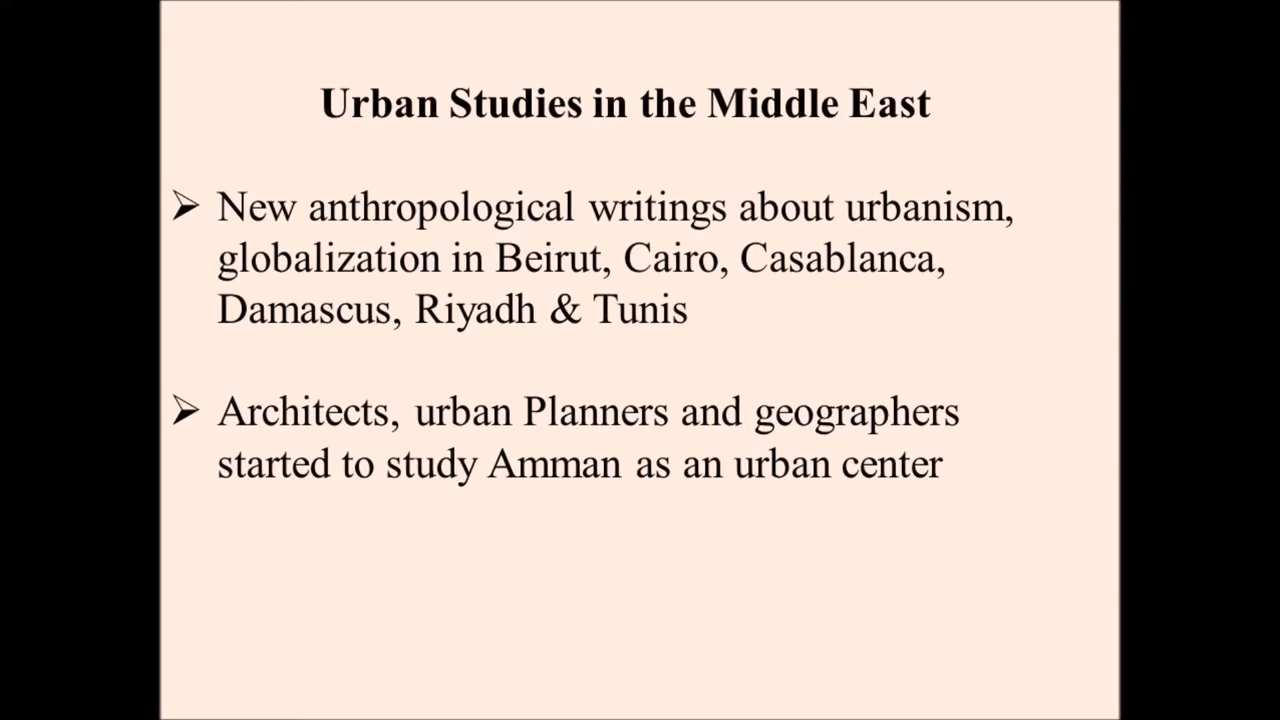 Urban Studies in the Middle East
➢ New anthropological writings about urbanism,
globalization in Beirut, Cairo, Casablanca,
Damascus, Riyadh & Tunis
➢ Architects, urban Planners and geographers
started to study Amman as an urban center